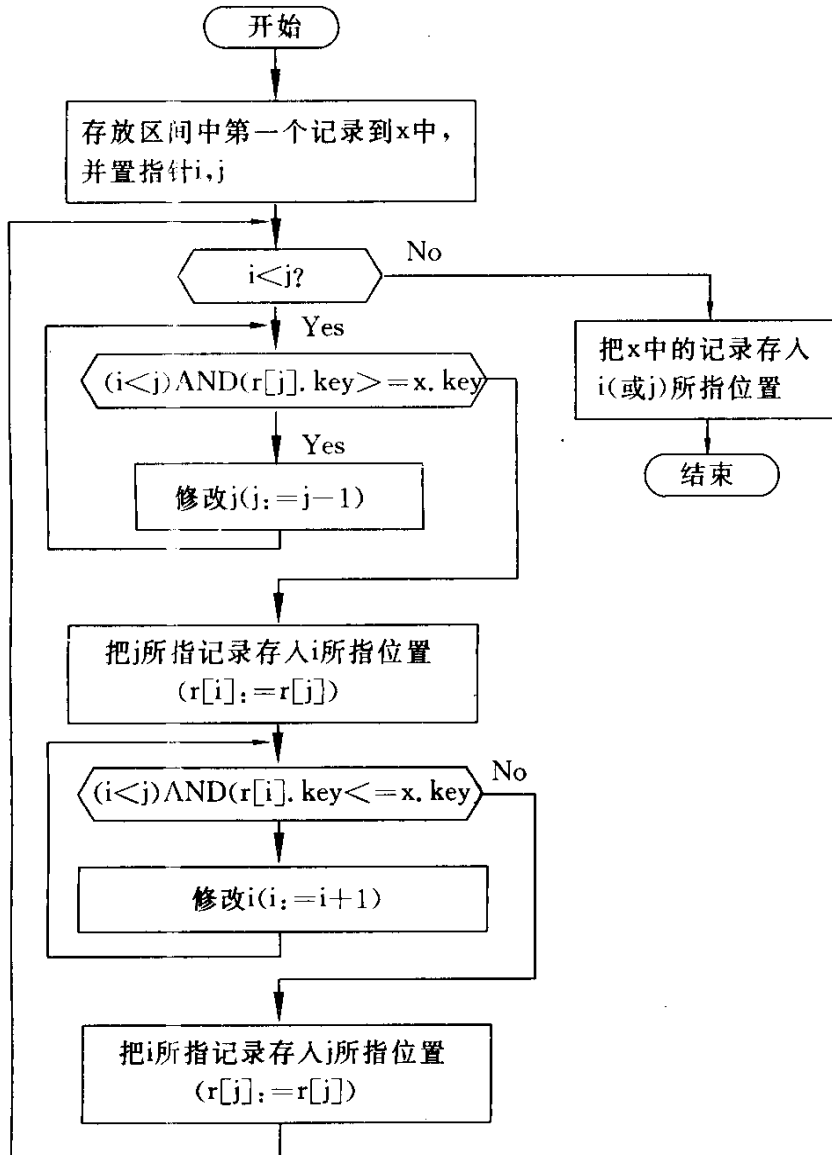 开始
存放区间中第一个记录到x中,
并置指针i,j
i<j?
No
Yes
(i<j)AND(r[j].key>=x.key
把x中的记录存入
i(或j)所指位置
Yes
修改j(j:=j-1)
结束
把j所指记录存入i所指位置
(r[i]:=r[j])
(i<j)AND(r[i].key<=x.key
No
修改i(i:=i+1)
把i所指记录存入j所指位置
(r[j]:=r[j])